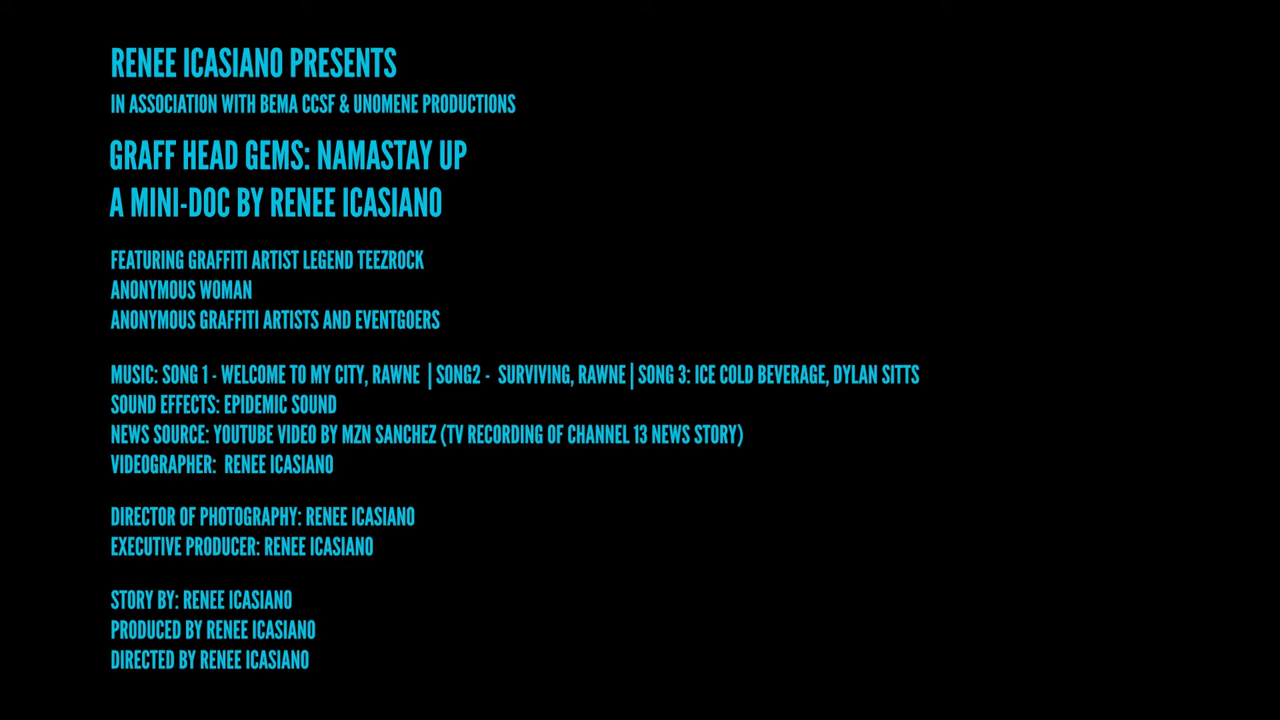 RENEE ICASIANO PRESENTS
IN ASSOCIATION WITH BEMA CCSF & UNOMENE PRODUCTIONS
GRAFF HEAD GEMS: NAMASTAY UP
A MINI-DOC BY RENEE ICASIANO
FEATURING GRAFFITI ARTIST LEGEND TEEZROCK
ANONYMOUS WOMAN
ANONYMOUS GRAFFITI ARTISTS AND EVENTGOERS
MUSIC: SONG 1 - WELCOME TO MY CITY, RAWNE | SONG2 - SURVIVING, RAWNE | SONG 3: ICE COLD BEVERAGE, DYLAN SITTS
SOUND EFFECTS: EPIDEMIC SOUND
NEWS SOURCE: YOUTUBE VIDEO BY MZN SANCHEZ (TV RECORDING OF CHANNEL 13 NEWS STORY)
VIDEOGRAPHER: RENEE ICASIANO
DIRECTOR OF PHOTOGRAPHY: RENEE ICASIANO
EXECUTIVE PRODUCER: RENEE ICASIANO
STORY BY: RENEE ICASIANO
PRODUCED BY RENEE ICASIANO
DIRECTED BY RENEE ICASIANO